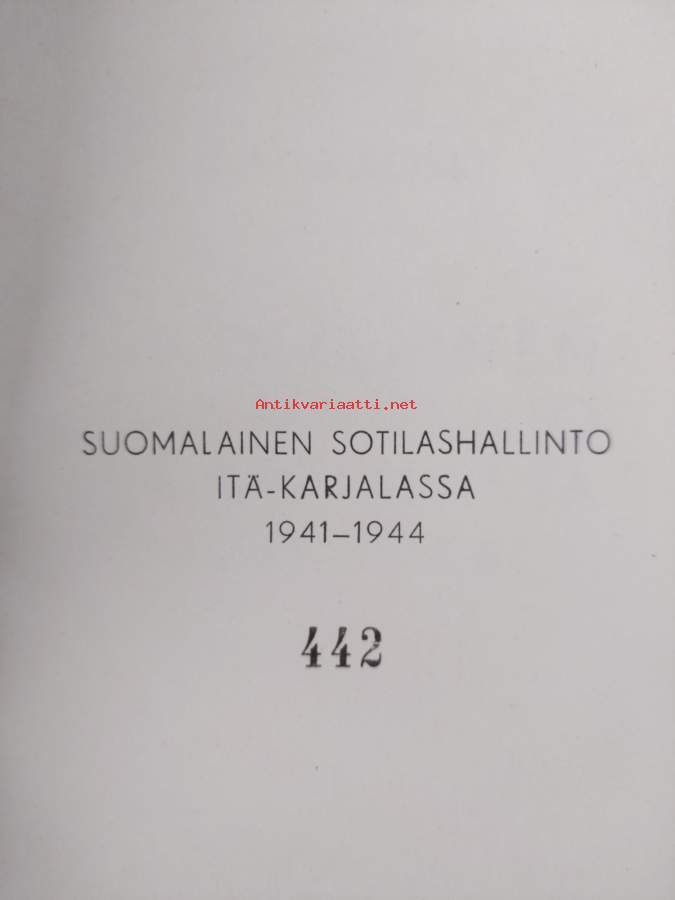 Antikvariaatti.net
SUOMALAINEN SOTILASHALLINTO
ITÄ-KARJALASSA
1941–1944
442